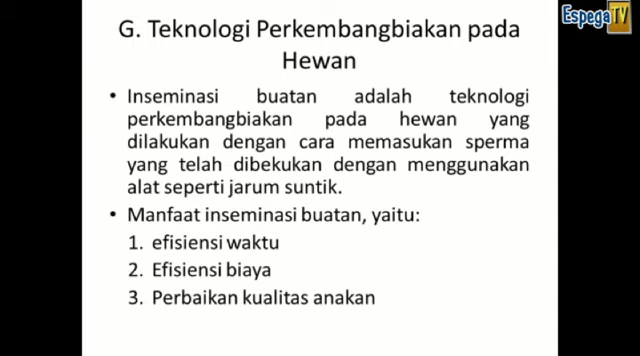 G. Teknologi Perkembangbiakan pada
Hewan
EspegaTV
• Inseminasi buatan adalah teknologi
perkembangbiakan pada hewan yang
dilakukan dengan cara memasukan sperma
yang telah dibekukan dengan menggunakan
alat seperti jarum suntik.
• Manfaat inseminasi buatan, yaitu:
1. efisiensi waktu
2. Efisiensi biaya
3. Perbaikan kualitas anakan